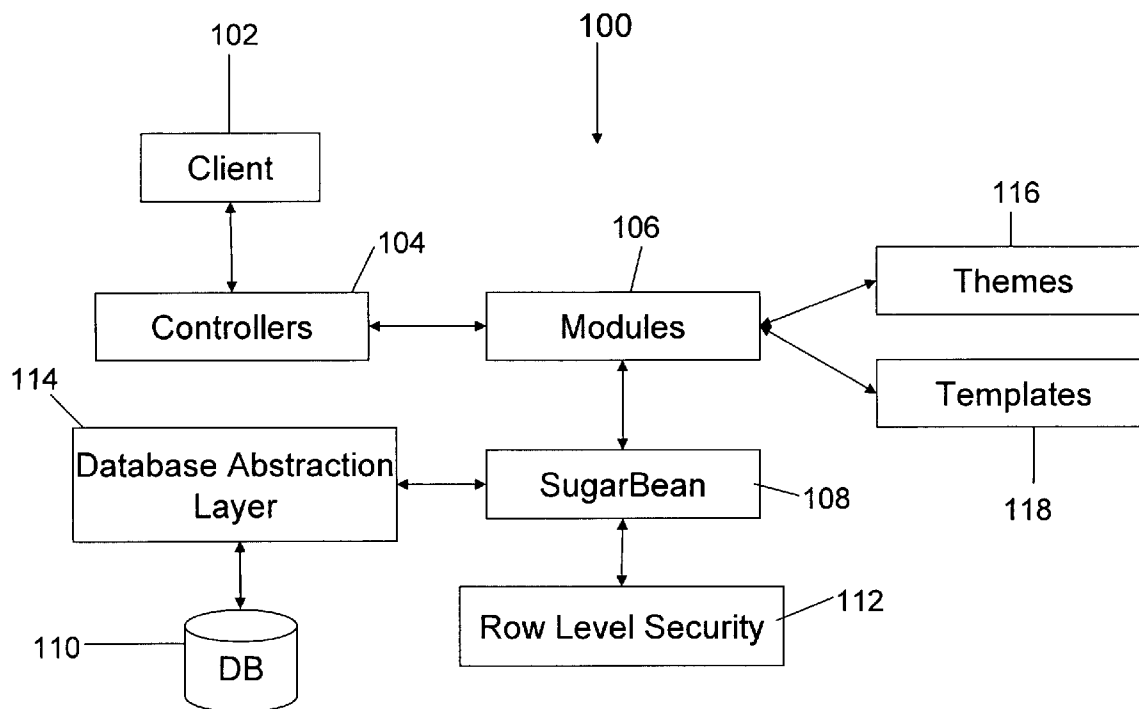 102
100
Client
116
104
106
Themes
Controllers
Modules
114
Templates
Database Abstraction
Layer
SugarBean
108
118
Row Level Security
112
110
DB